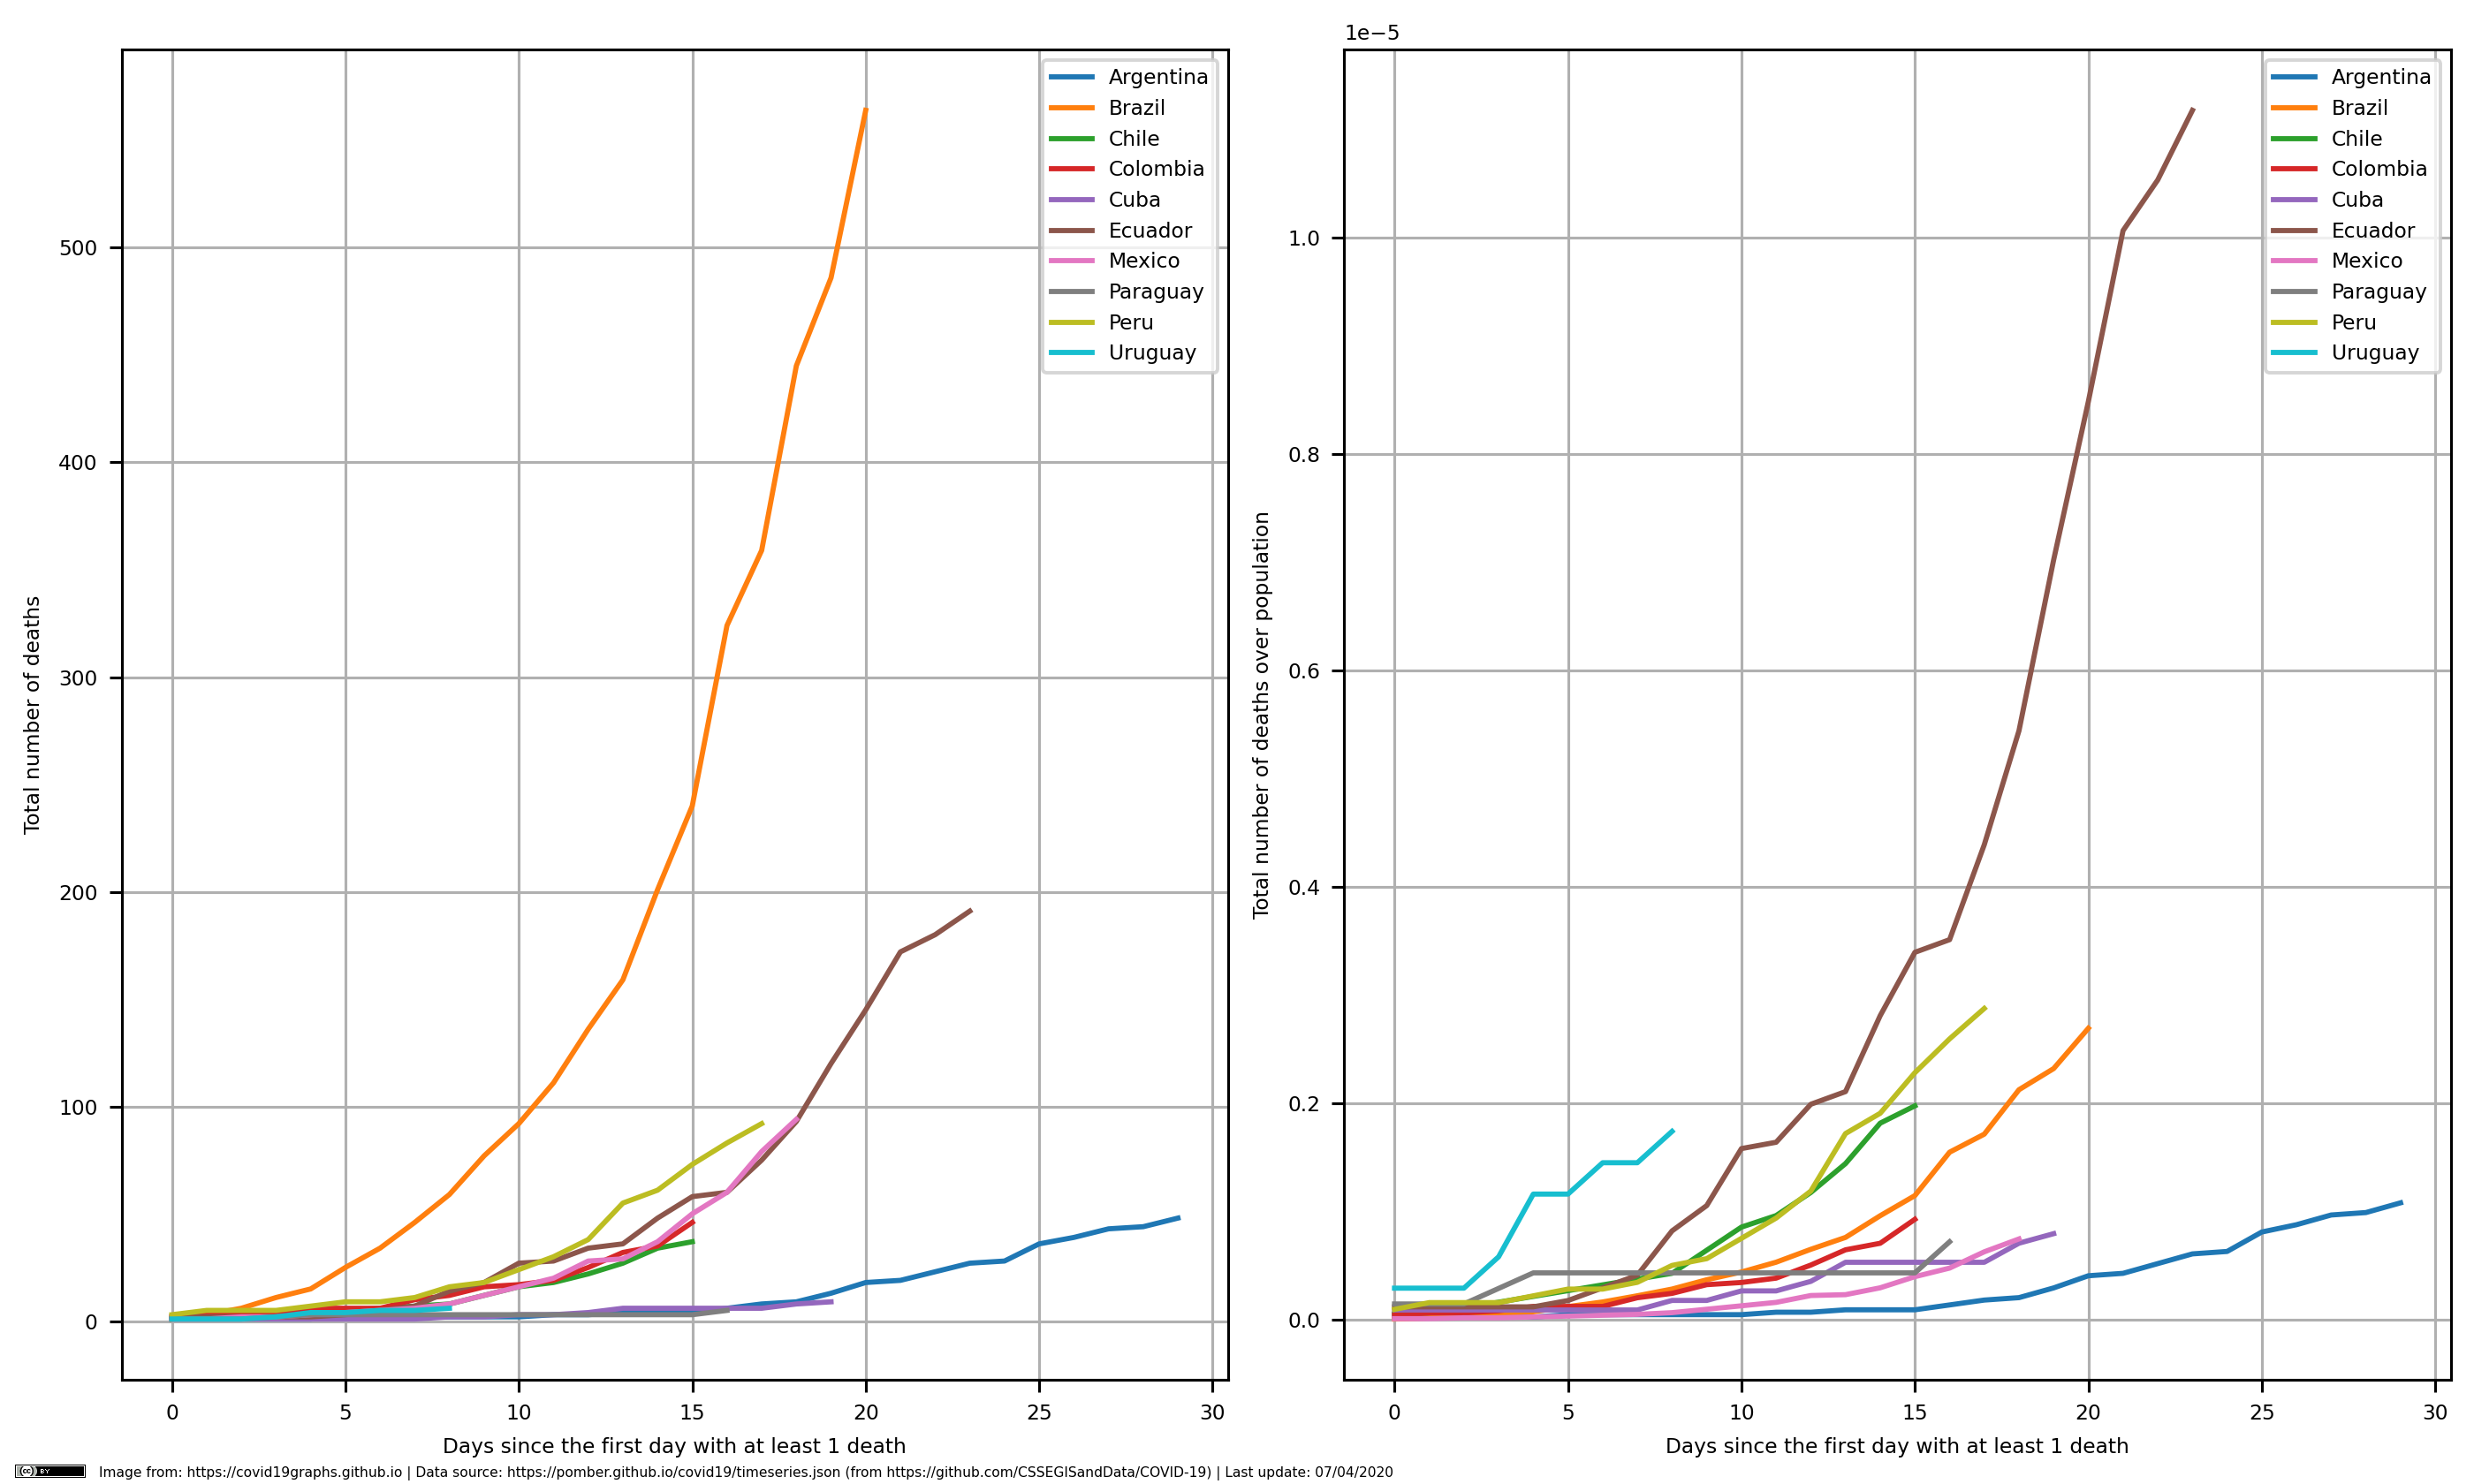 Total number of deaths
500
400
300
200
100
0
0 5 10 15 20 25 30
Days since the first day with at least 1 death
Argentina
Brazil
Chile
Colombia
Cuba
Ecuador
Mexico
Paraguay
Peru
Uruguay
1e−5
Total number of deaths over population
1.0
0.8
0.6
0.4
0.2
0.0
0 5 10 15 20 25 30
Days since the first day with at least 1 death
Argentina
Brazil
Chile
Colombia
Cuba
Ecuador
Mexico
Paraguay
Peru
Uruguay
cc BY Image from: https://covid19graphs.github.io | Data source: https://pomber.github.io/covid19/timeseries.json (from https://github.com/CSSEGISandData/COVID-19) | Last update: 07/04/2020